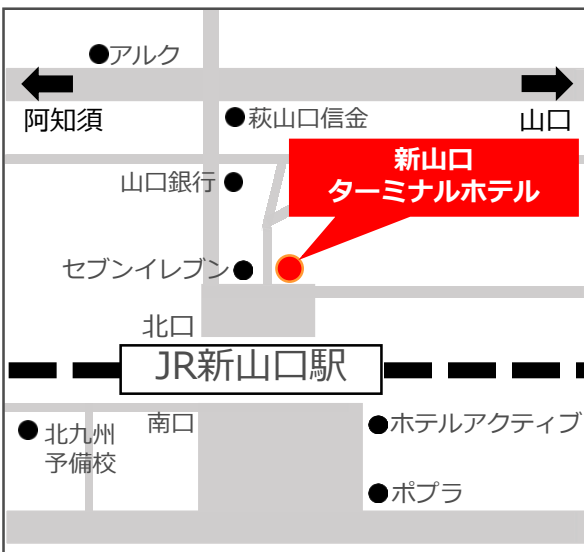 アルク
阿知須
萩山口信金
山口
新山口
ターミナルホテル
山口銀行
セブンイレブン
北口
JR新山口駅
南口
ホテルアクティブ
北九州
予備校
ポプラ